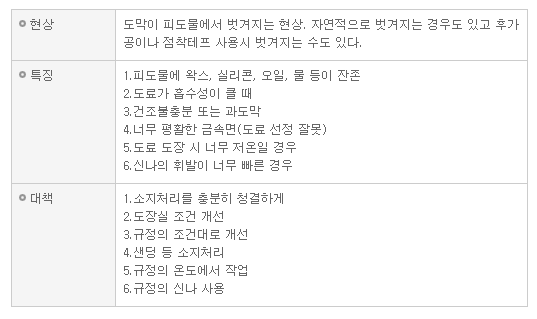 현상
도막이 피도물에서 벗겨지는 현상. 자연적으로 벗겨지는 경우도 있고 후가
공이나 점착테프 사용시 벗겨지는 수도 있다.
특징
1.피도물에 왁스, 실리콘, 오일, 물 등이 잔존
2.도료가 흡수성이 클 때
3.건조불충분 또는 과도막
4.너무 평활한 금속면(도료 선정 잘못)
5.도료 도장 시 너무 저온일 경우
6.신나의 휘발이 너무 빠른 경우
대책
1.소지처리를 충분히 청결하게
2.도장실 조건 개선
3.규정의 조건대로 개선
4.샌딩 등 소지처리
5.규정의 온도에서 작업
6.규정의 신나 사용